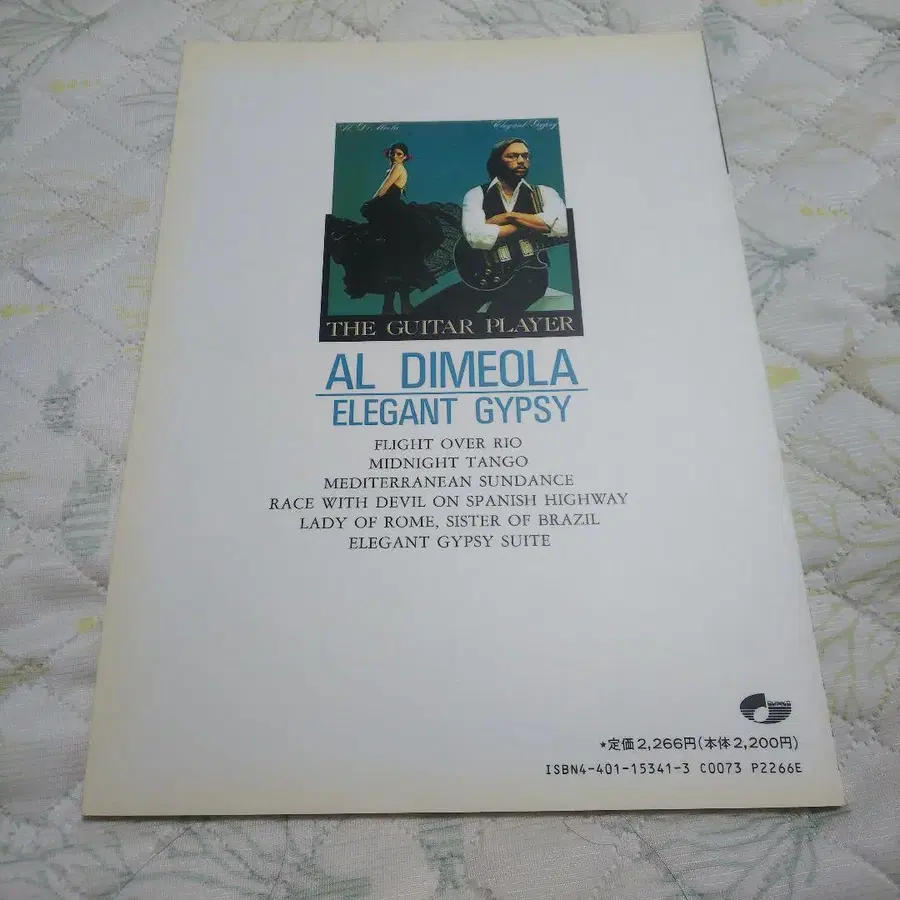 Al Di Meola Elegant Gypsy
THE GUITAR PLAYER
AL DIMEOLA
ELEGANT GYPSY
FLIGHT OVER RIO
MIDNIGHT TANGO
MEDITERRANEAN SUNDANCE
RACE WITH DEVIL ON SPANISH HIGHWAY
LADY OF ROME, SISTER OF BRAZIL
ELEGANT GYPSY SUITE
★定価2,266円(本体2,200円)
ISBN4-401-15341-3 C0073 P2266E